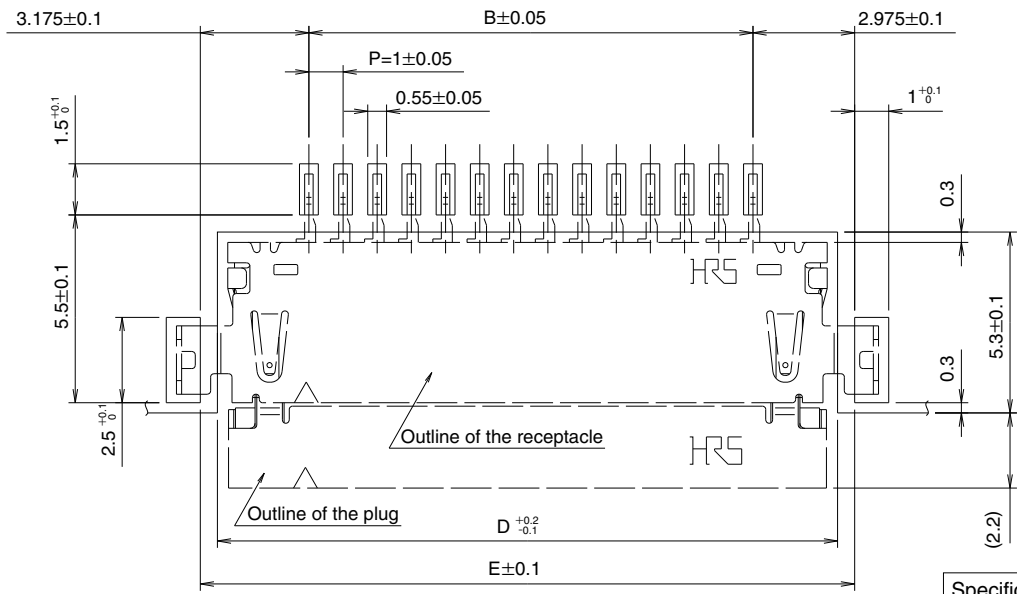 3.175±0.1
B±0.05
2.975±0.1
P=1±0.05
0.55±0.05
1 +0.1 0
1.5 +0.1 0
0.3
5.5±0.1
HRS
5.3±0.1
0.3
2.5 +0.1 0
Outline of the receptacle
HRS
Outline of the plug
D +0.2 -0.1
(2.2)
E±0.1